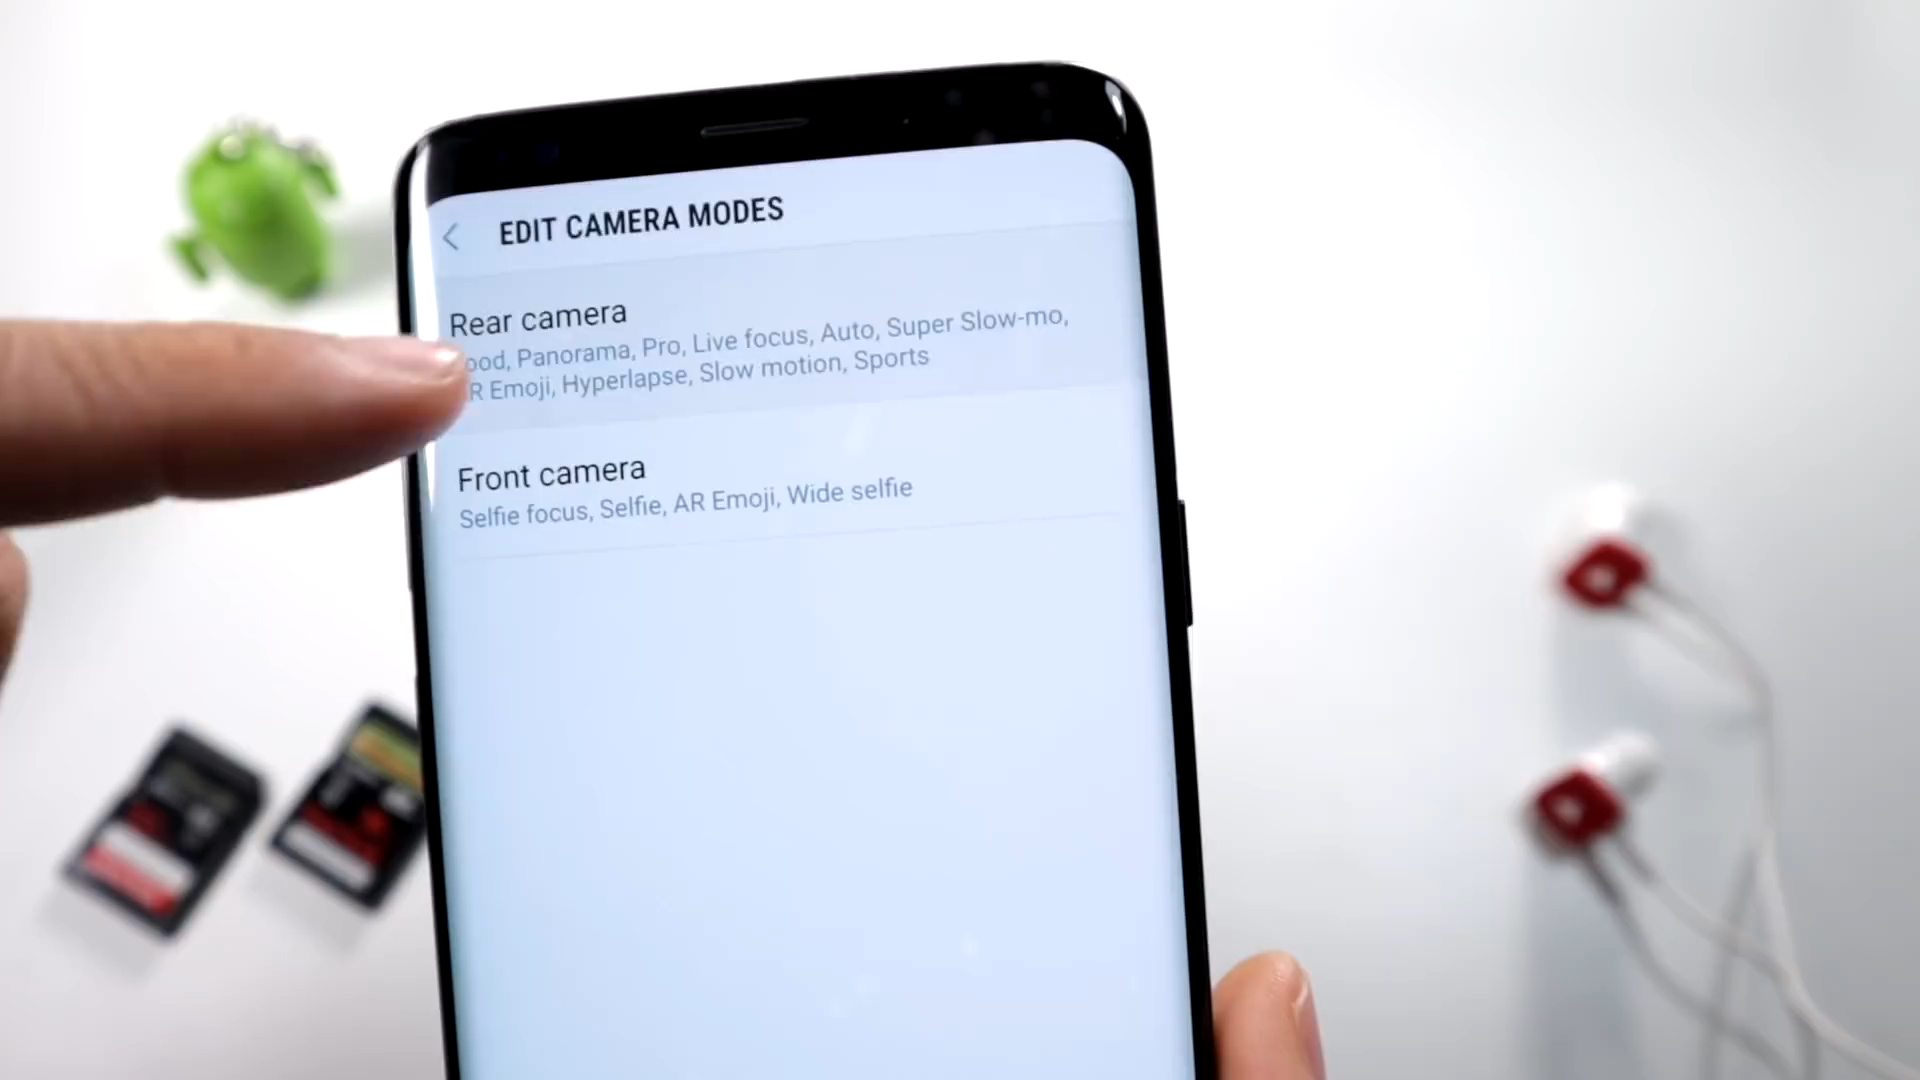 EDIT CAMERA MODES
Rear camera
Panorama, Pro, Live focus, Auto, Super Slow-mo,
Emoji, Hyperlapse, Slow motion, Sports
Front camera
Selfie focus, Selfie, AR Emoji, Wide selfie